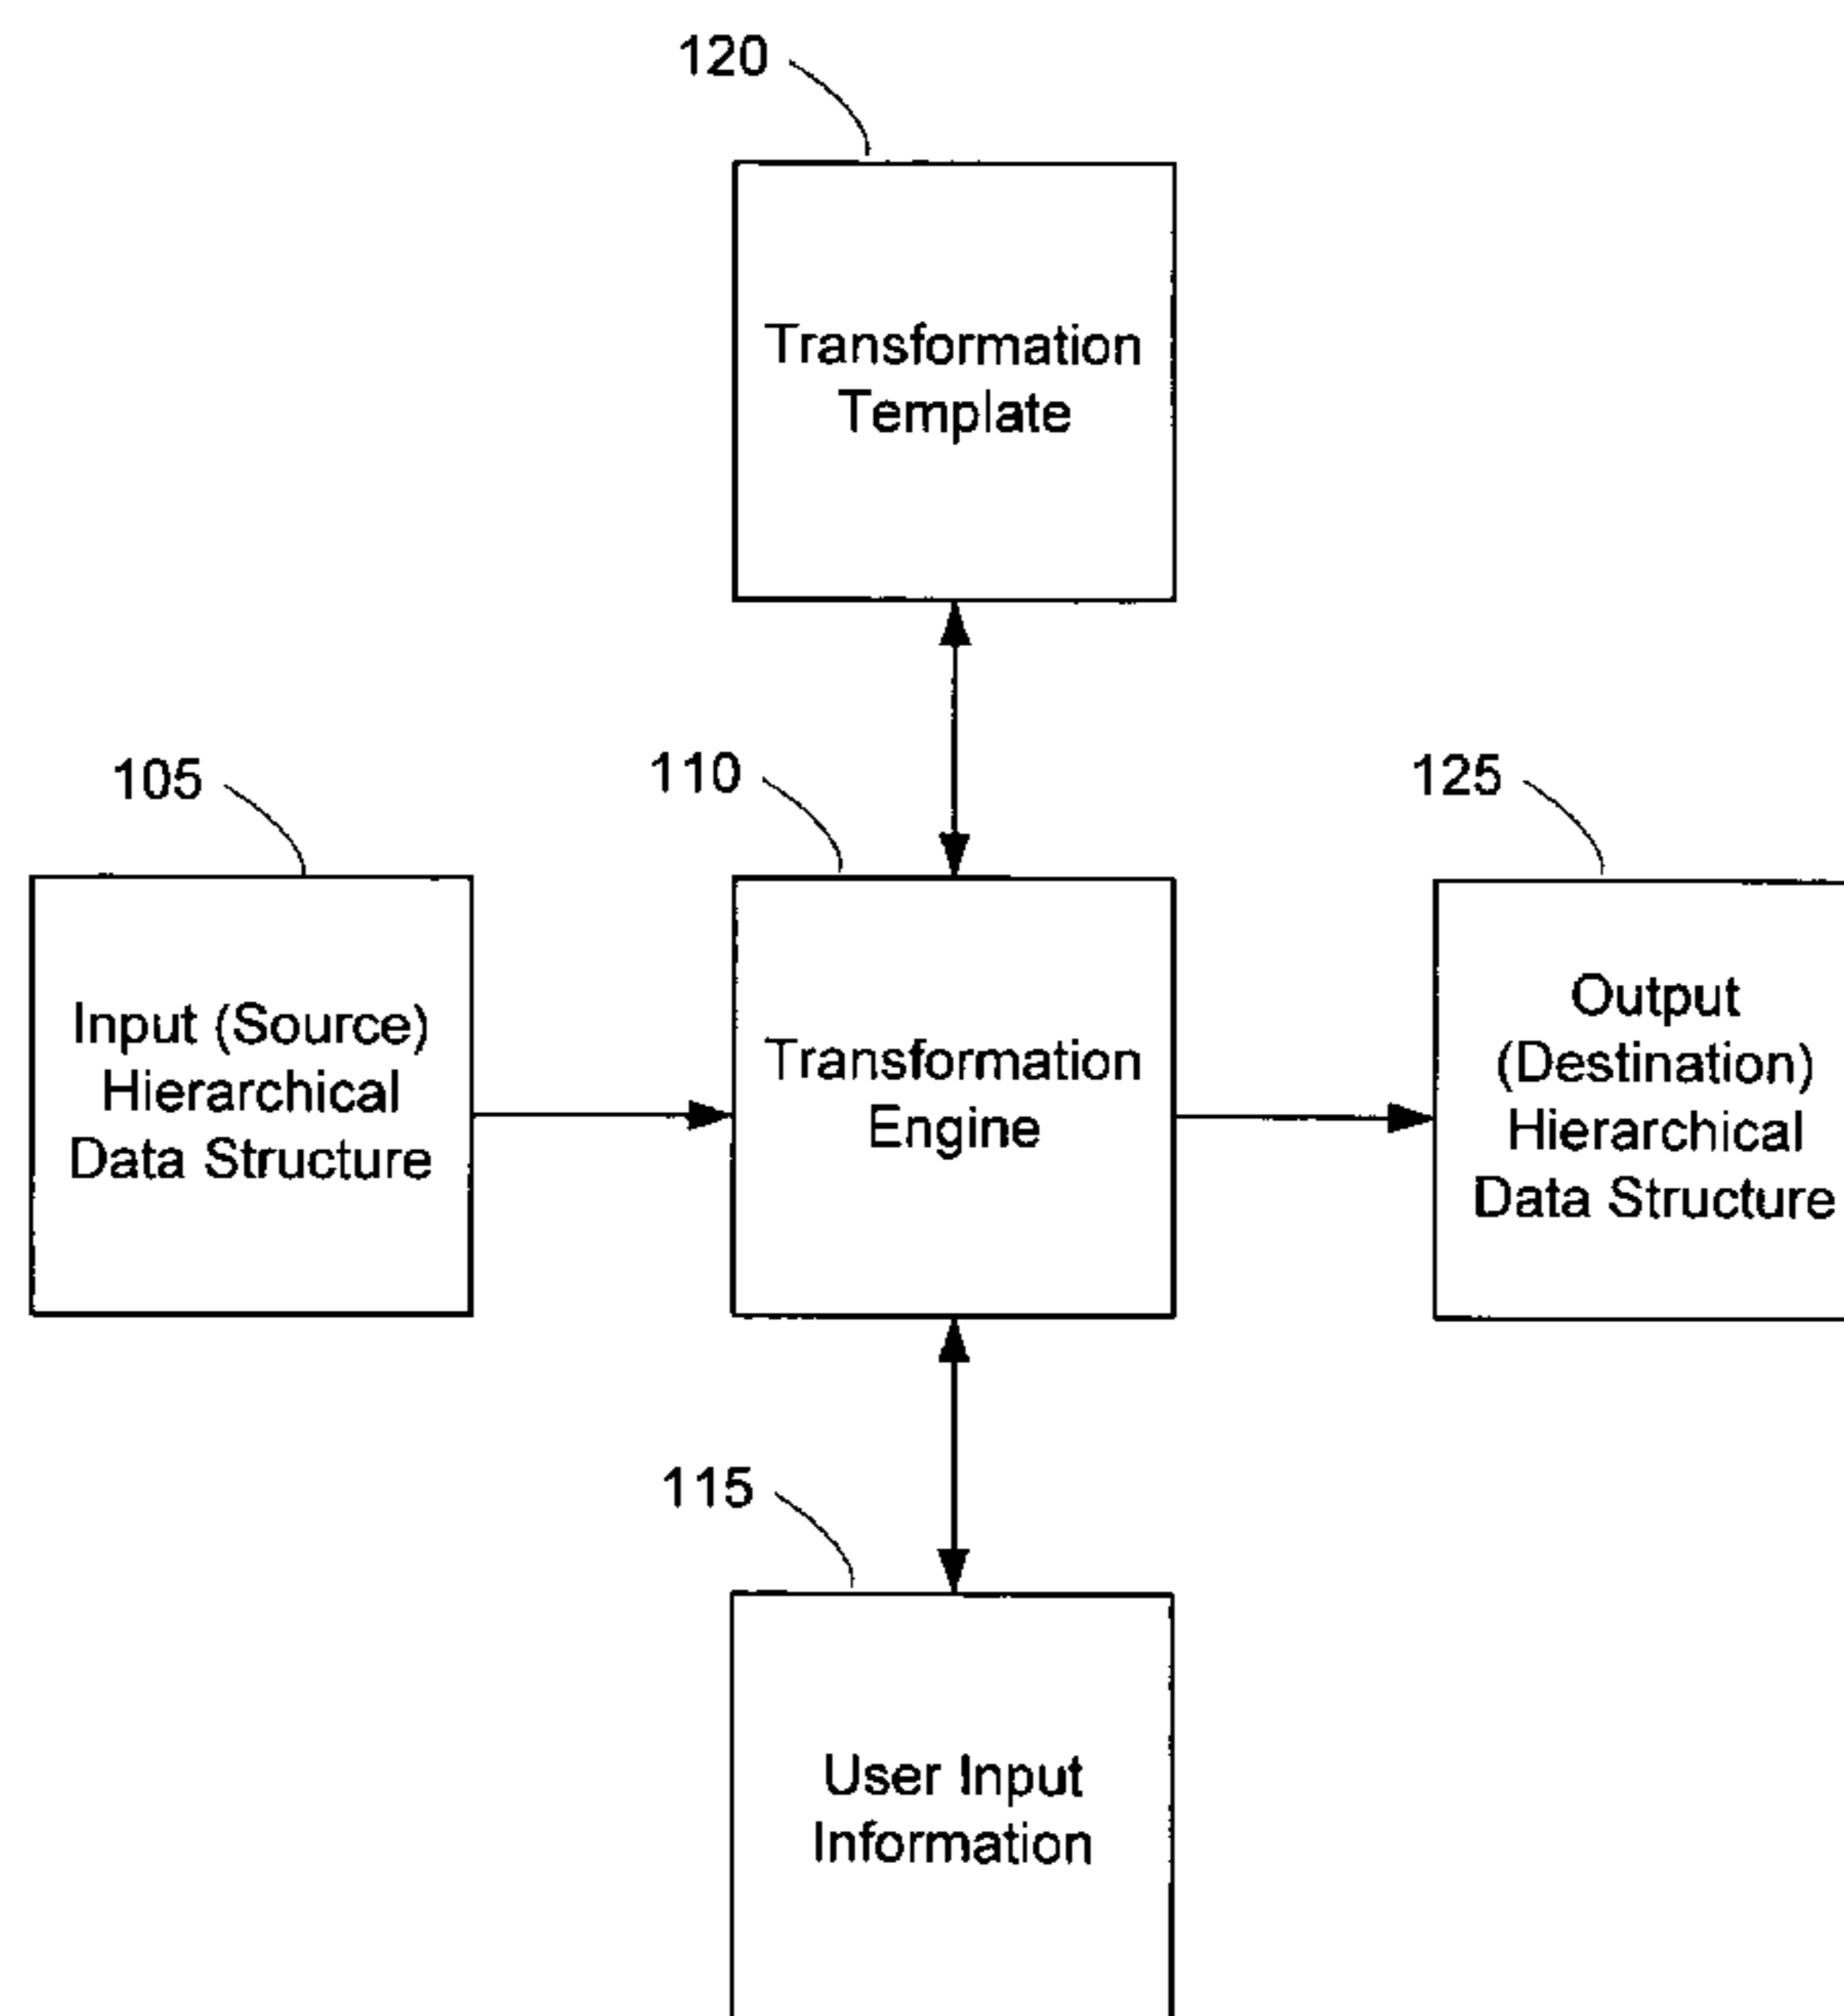 120
Transformation
Template
105
110
125
Input (Source)
Hierarchical
Data Structure
Transformation
Engine
Output
(Destination)
Hierarchical
Data Structure
115
User Input
Information